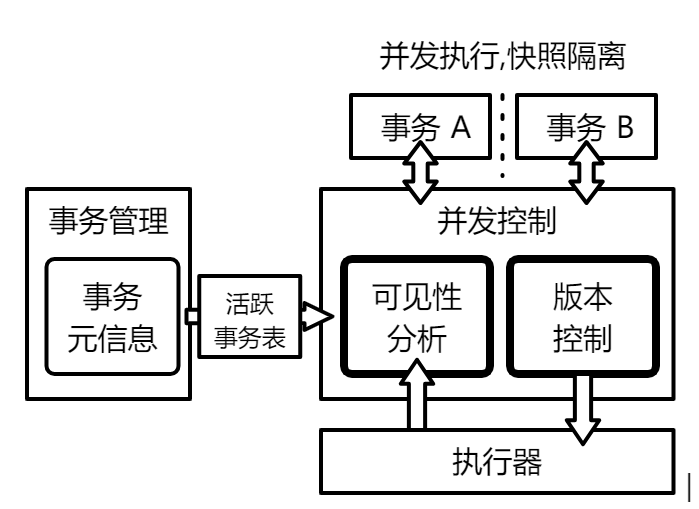 并发执行,快照隔离
事务 A
事务 B
事务管理
并发控制
事务
元信息
活跃
事务表
可见性
分析
版本
控制
执行器